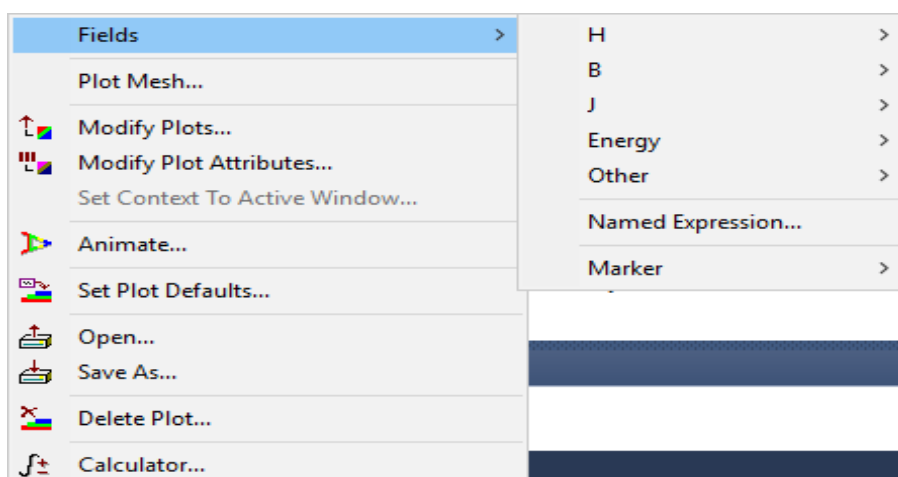 Fields >
Plot Mesh...
Modify Plots...
Modify Plot Attributes...
Set Context To Active Window...
Animate...
Set Plot Defaults...
Open...
Save As...
Delete Plot...
Calculator...
H >
B >
J >
Energy >
Other >
Named Expression...
Marker >